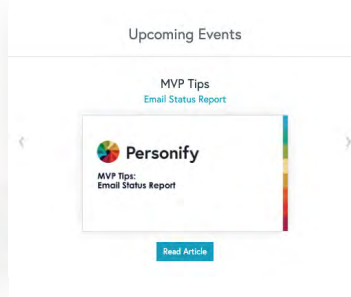 Upcoming Events
MVP Tips
Email Status Report
Personify
MVP Tips:
Email Status Report
Read Article